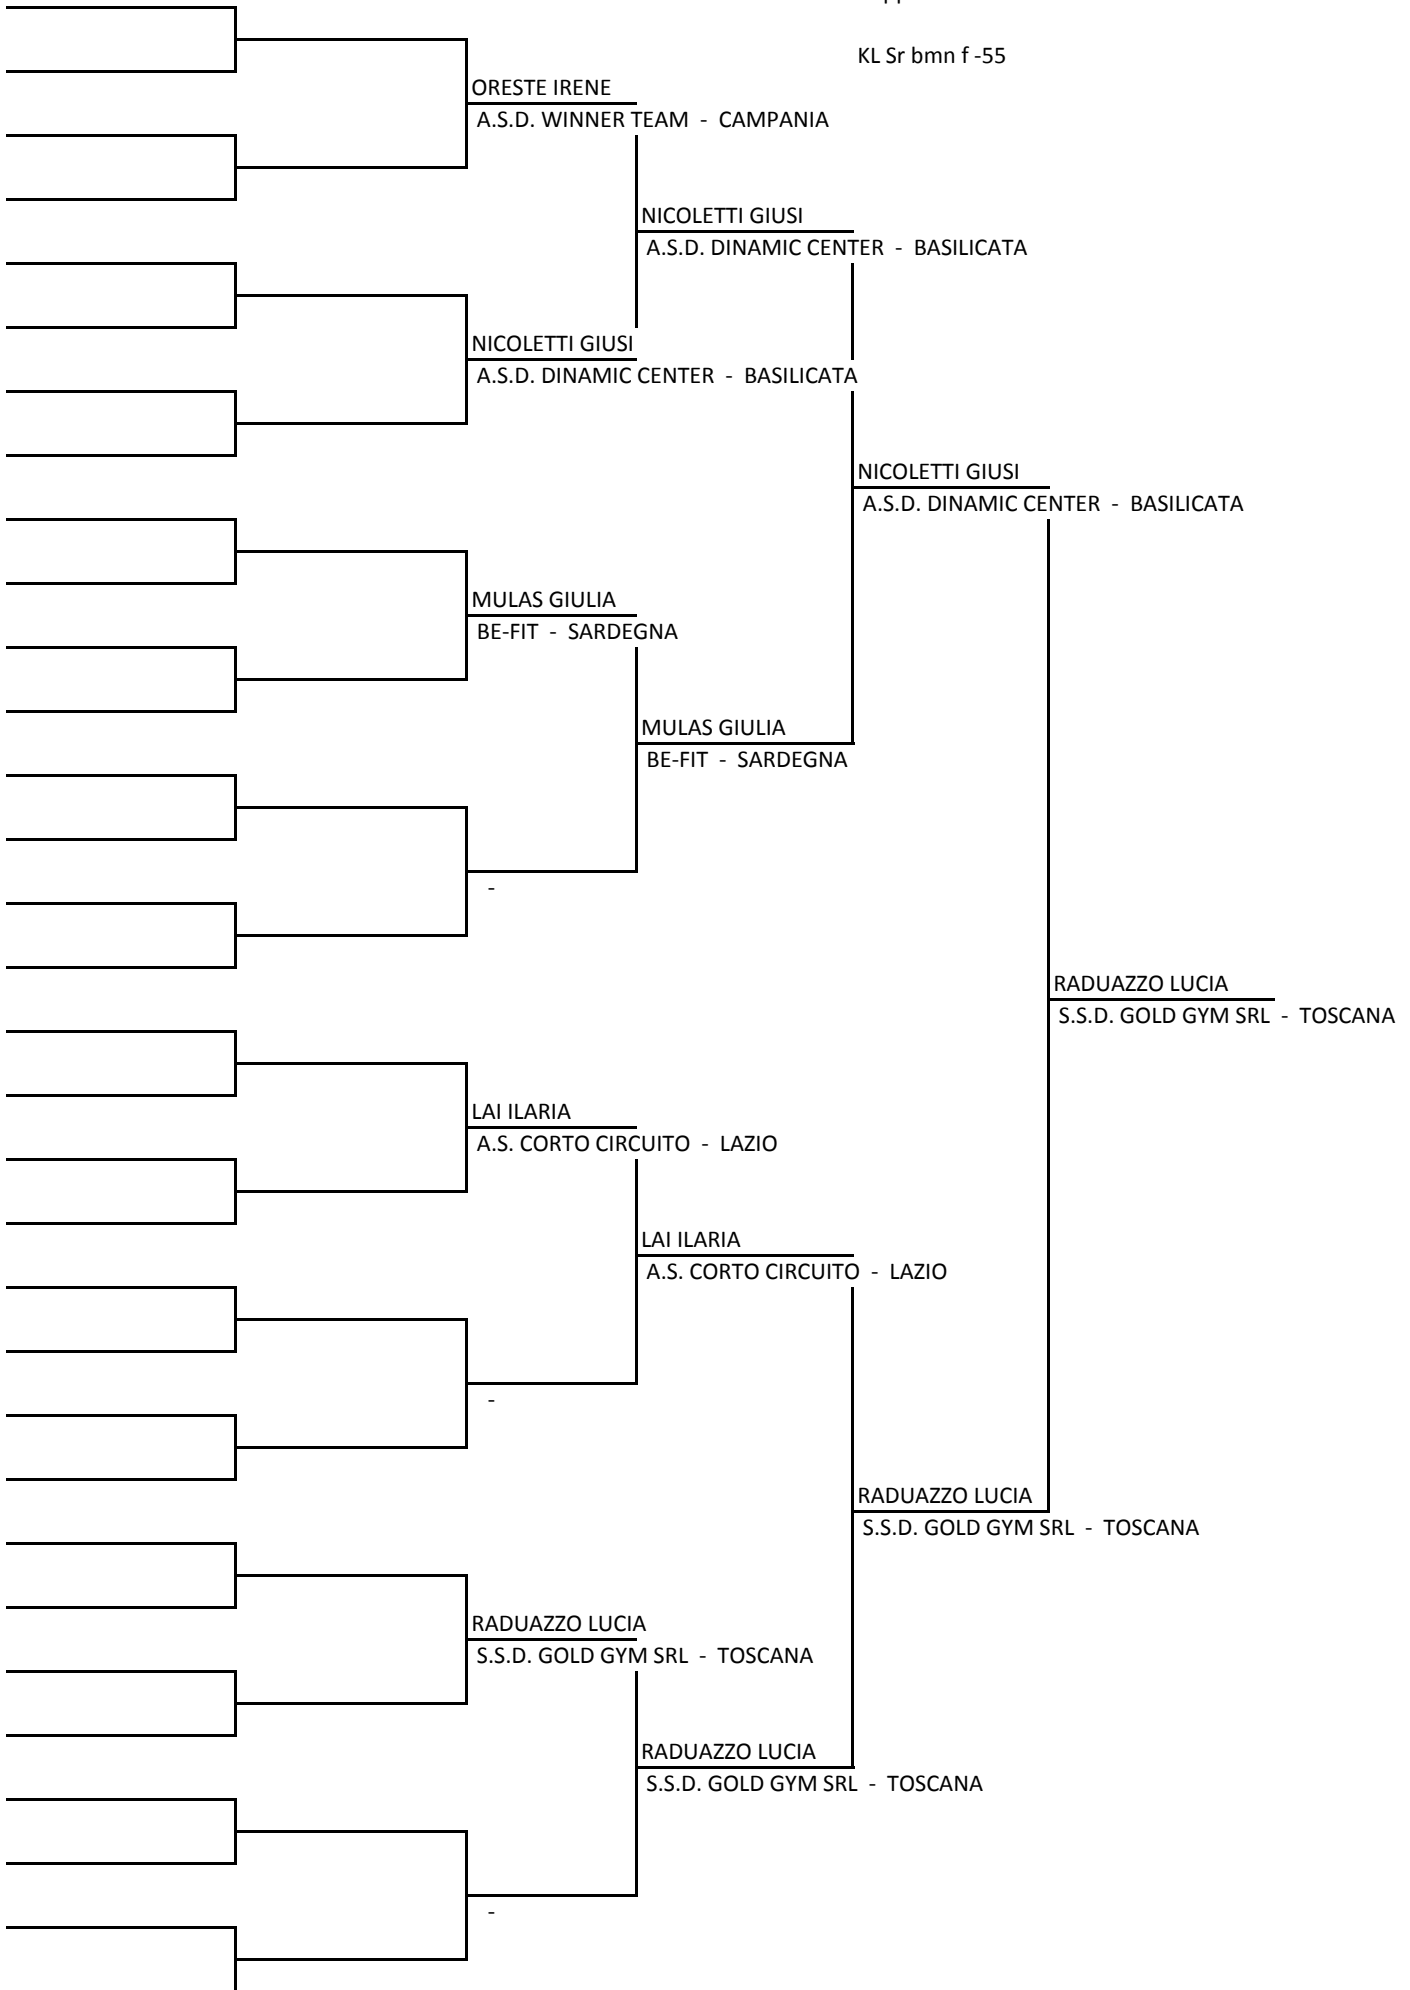 KL Sr bmn f -55
ORESTE IRENE
A.S.D. WINNER TEAM - CAMPANIA
NICOLETTI GIUSI
A.S.D. DINAMIC CENTER - BASILICATA
NICOLETTI GIUSI
A.S.D. DINAMIC CENTER - BASILICATA
NICOLETTI GIUSI
A.S.D. DINAMIC CENTER - BASILICATA
MULAS GIULIA
BE-FIT - SARDEGNA
MULAS GIULIA
BE-FIT - SARDEGNA
-
RADUAZZO LUCIA
S.S.D. GOLD GYM SRL - TOSCANA
LAI ILARIA
A.S. CORTO CIRCUITO - LAZIO
LAI ILARIA
A.S. CORTO CIRCUITO - LAZIO
-
RADUAZZO LUCIA
S.S.D. GOLD GYM SRL - TOSCANA
RADUAZZO LUCIA
S.S.D. GOLD GYM SRL - TOSCANA
RADUAZZO LUCIA
S.S.D. GOLD GYM SRL - TOSCANA
-